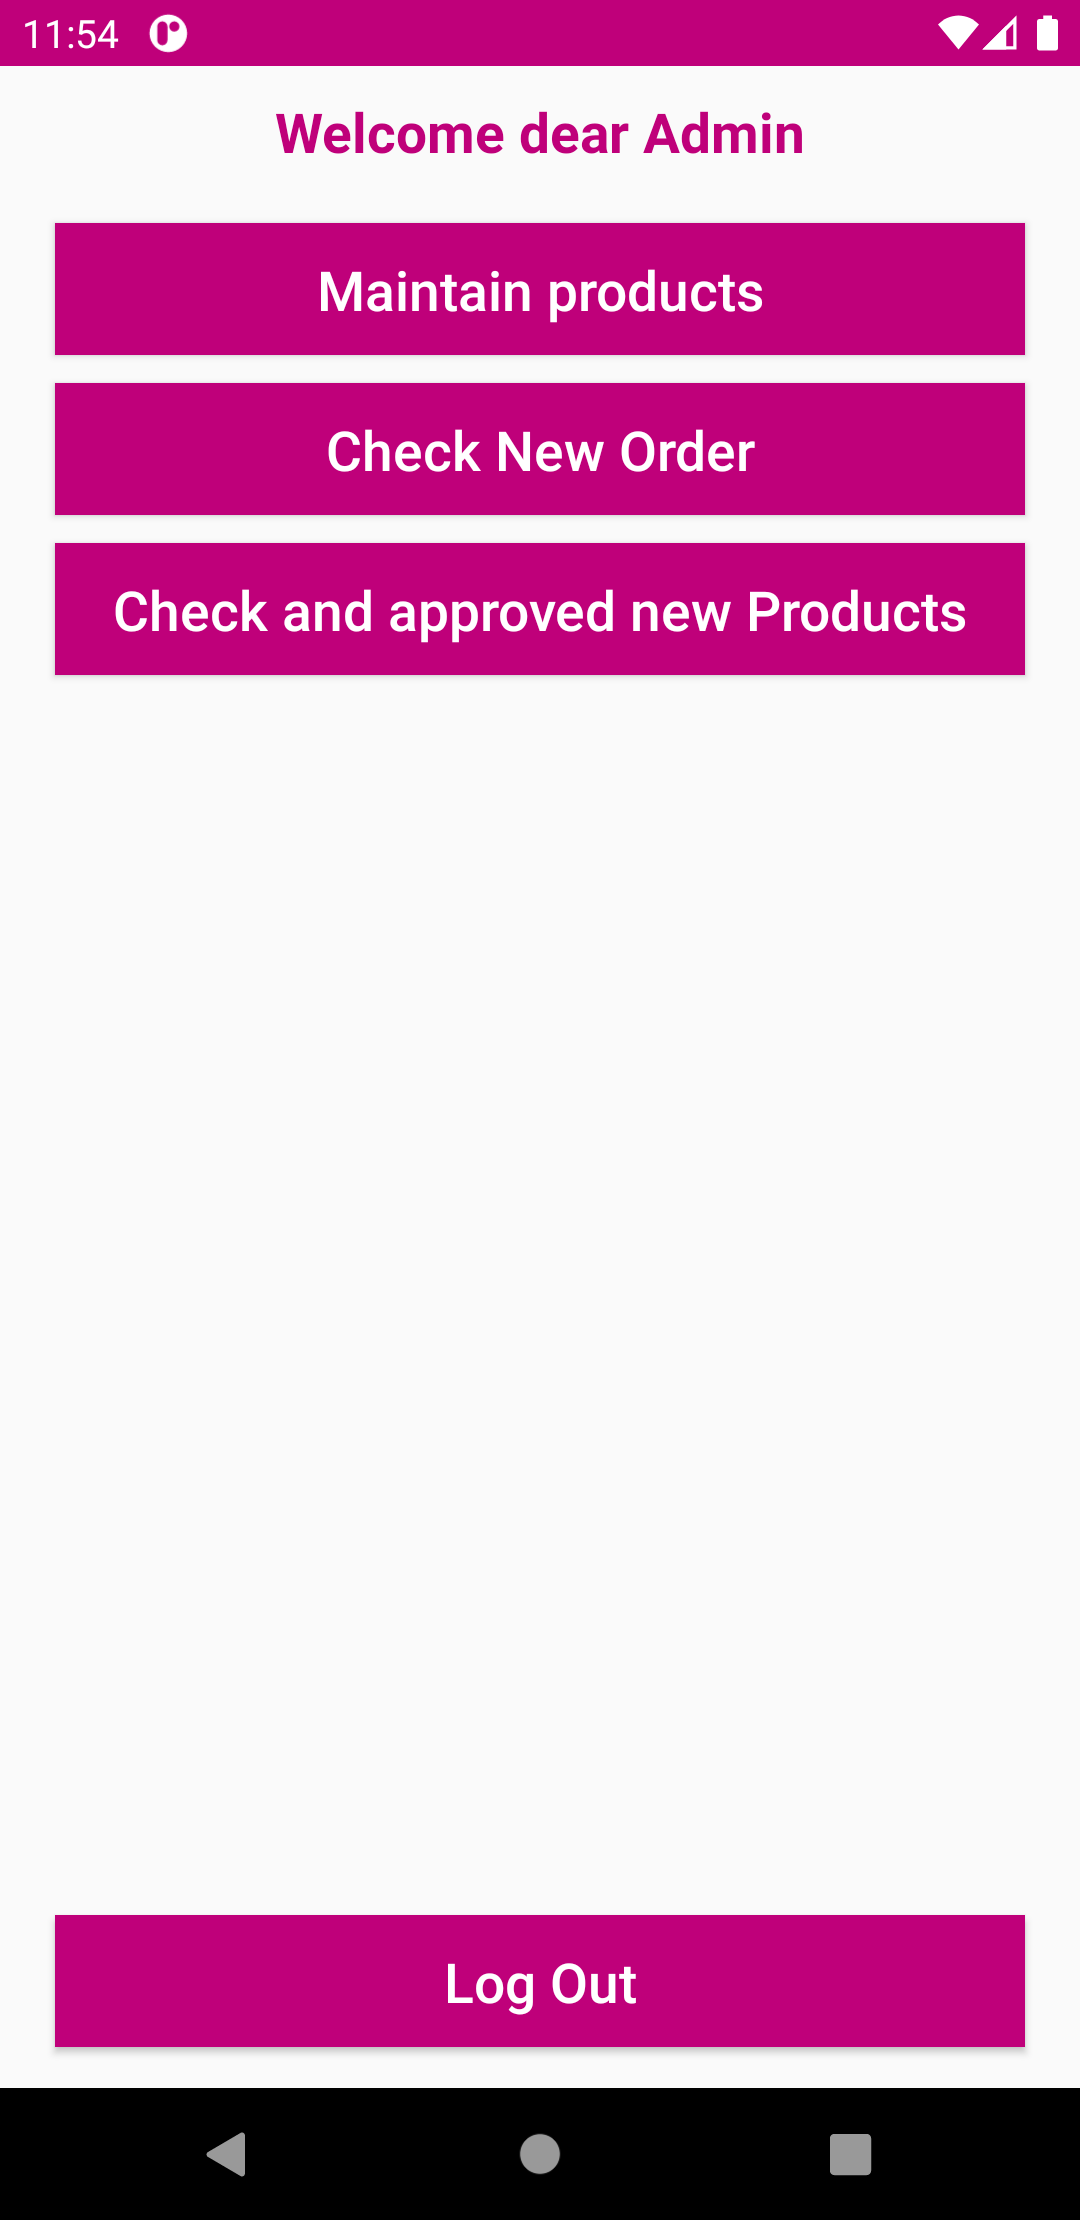 11:54
Welcome dear Admin
Maintain products
Check New Order
Check and approved new Products
Log Out